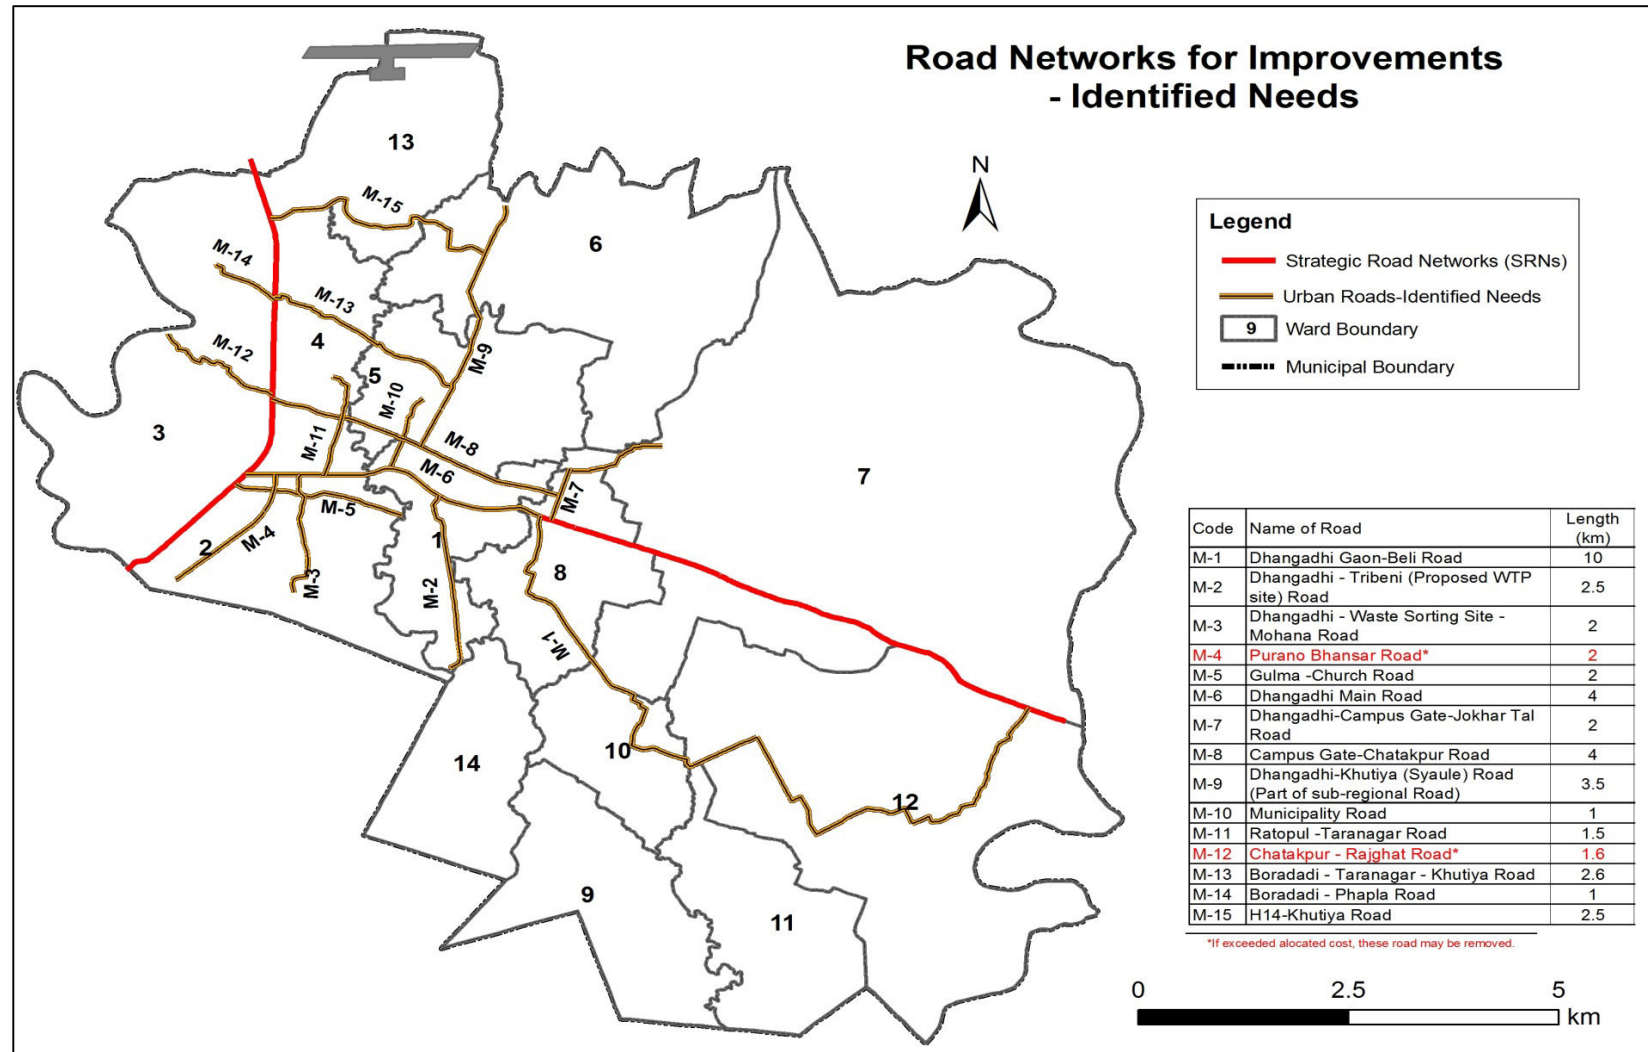 Road Networks for Improvements
- Identified Needs
N
Legend
Strategic Road Networks (SRNs)
Urban Roads-Identified Needs
9 Ward Boundary
Municipal Boundary
13
M-15
6
M-14
M-13
4
M-12
M-9
5
M-10
3
M-11
M-8
M-6
7
M-7
M-5
M-4
2
1
M-3
M-2
8
M-1
10
14
12
9
11
Code Name of Road Length
(km)
M-1 Dhangadhi Gaon-Beli Road 10
M-2 Dhangadhi - Tribeni (Proposed WTP
site) Road 2.5
M-3 Dhangadhi - Waste Sorting Site -
Mohana Road 2
M-4 Purano Bhansar Road* 2
M-5 Gulma -Church Road 2
M-6 Dhangadhi Main Road 4
M-7 Dhangadhi-Campus Gate-Jokhar Tal
Road 2
M-8 Campus Gate-Chatakpur Road 4
M-9 Dhangadhi-Khutiya (Syaule) Road
(Part of sub-regional Road) 3.5
M-10 Municipality Road 1
M-11 Ratopul -Taranagar Road 1.5
M-12 Chatakpur - Rajghat Road* 1.6
M-13 Boradadi - Taranagar - Khutiya Road 2.6
M-14 Boradadi - Phapla Road 1
M-15 H14-Khutiya Road 2.5
*If exceeded alocated cost, these road may be removed.
0 2.5 5
km